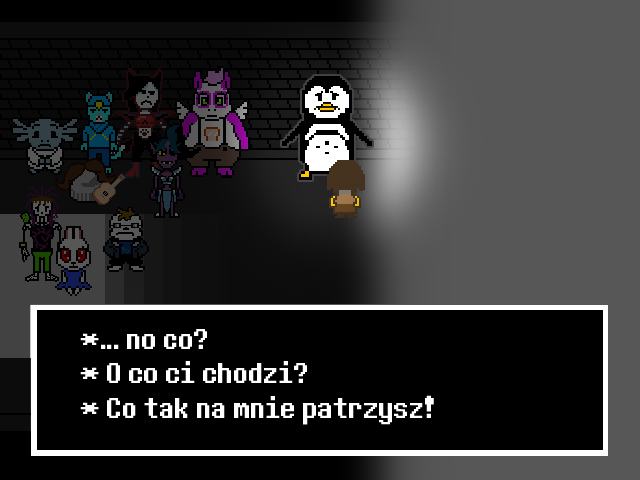 *... no co?
* O co ci chodzi?
* Co tak na mnie patrzysz!